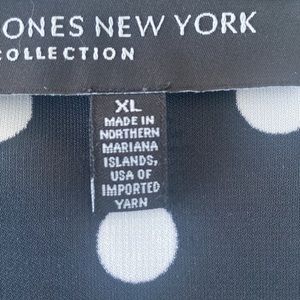 ONES NEW YORK
COLLECTION
XL
MADE IN
NORTHERN
MARIANA
ISLANDS,
USA OF
IMPORTED
YARN